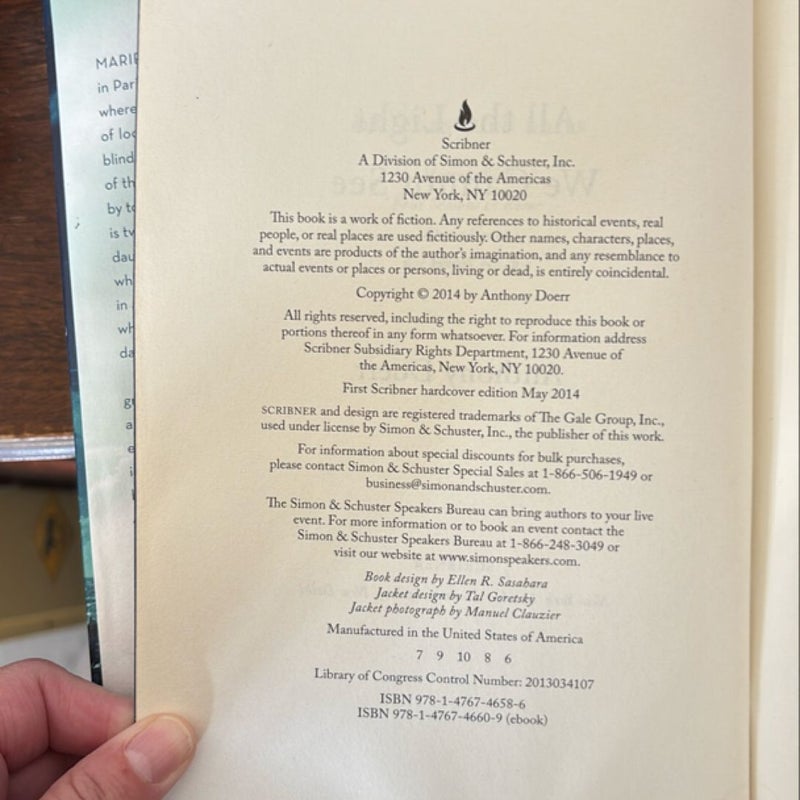 MARIE
in Par
where
of loc
blind
of th
by to
is tw
dau
wh
in
wh
da
g
a
e
Scribner
A Division of Simon & Schuster, Inc.
1230 Avenue of the Americas
New York, NY 10020
This book is a work of fiction. Any references to historical events, real
people, or real places are used fictitiously. Other names, characters, places,
and events are products of the author's imagination, and any resemblance to
actual events or places or persons, living or dead, is entirely coincidental.
Copyright © 2014 by Anthony Doerr
All rights reserved, including the right to reproduce this book or
portions thereof in any form whatsoever. For information address
Scribner Subsidiary Rights Department, 1230 Avenue of
the Americas, New York, NY 10020.
First Scribner hardcover edition May 2014
SCRIBNER and design are registered trademarks of The Gale Group, Inc.,
used under license by Simon & Schuster, Inc., the publisher of this work.
For information about special discounts for bulk purchases,
please contact Simon & Schuster Special Sales at 1-866-506-1949 or
business@simonandschuster.com.
The Simon & Schuster Speakers Bureau can bring authors to your live
event. For more information or to book an event contact the
Simon & Schuster Speakers Bureau at 1-866-248-3049 or
visit our website at www.simonspeakers.com.
Book design by Ellen R. Sasahara
Jacket design by Tal Goretsky
Jacket photograph by Manuel Clauzier
Manufactured in the United States of America
7 9 10 8 6
Library of Congress Control Number: 2013034107
ISBN 978-1-4767-4658-6
ISBN 978-1-4767-4660-9 (ebook)